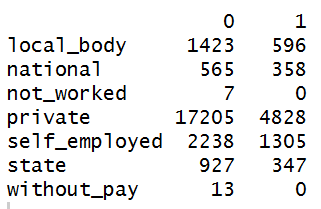 0 1
local_body 1423 596
national 565 358
not_worked 7 0
private 17205 4828
self_employed 2238 1305
state 927 347
without_pay 13 0